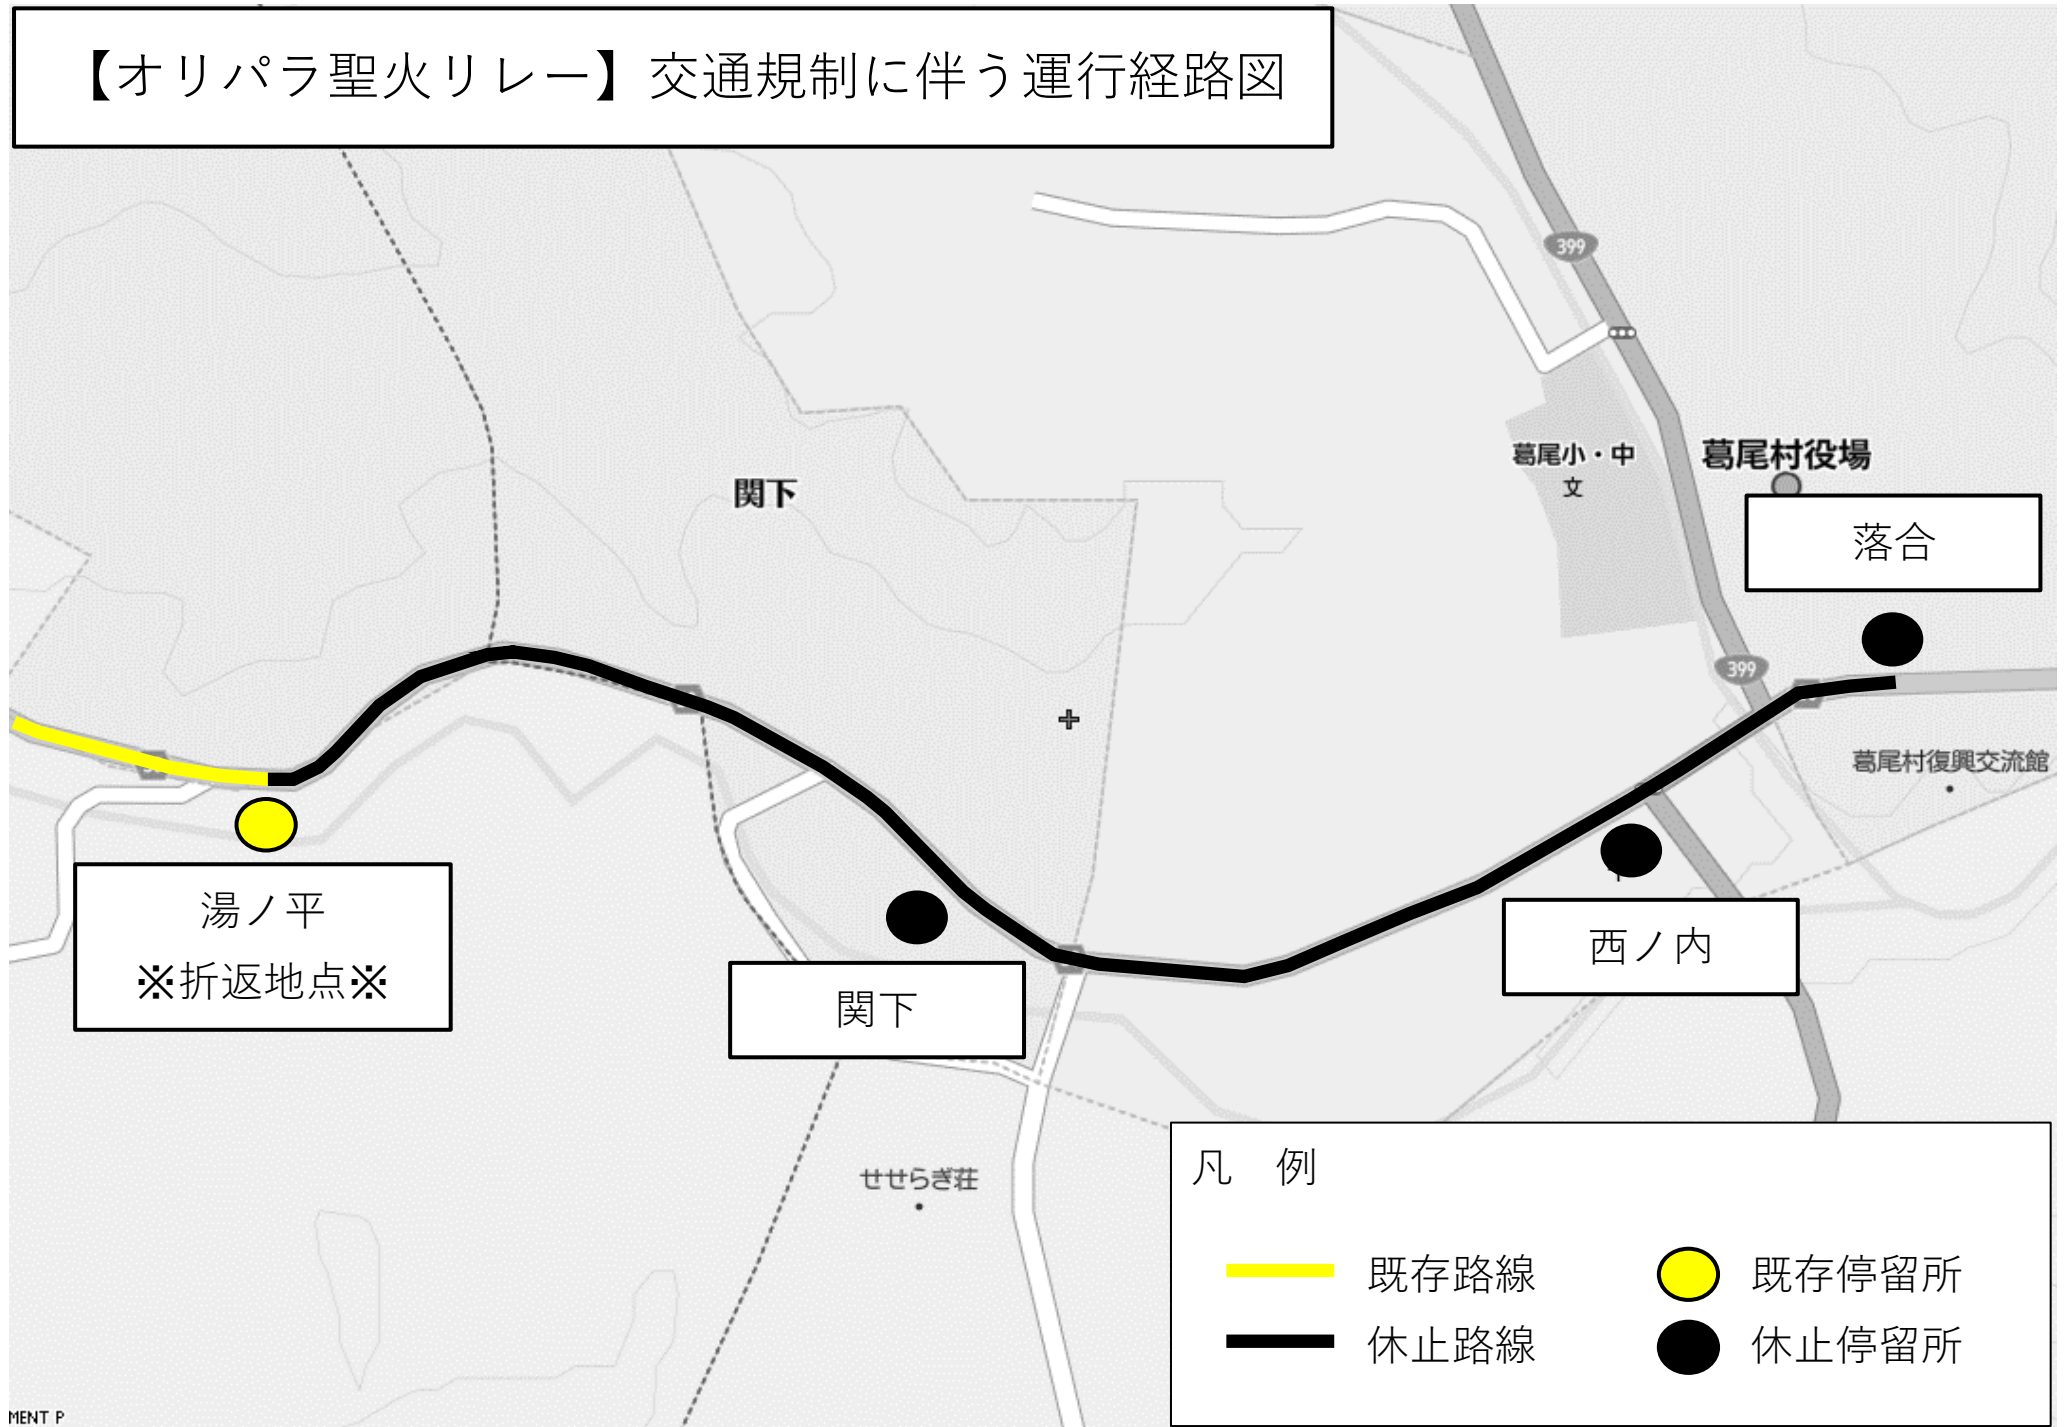 【オリパラ聖火リレー】交通規制に伴う運行経路図
399
葛尾小・中
文
葛尾村役場
関下
落合
399
葛尾村復興交流館
湯ノ平
※折返地点※
西ノ内
関下
せせらぎ荘
凡　例
既存路線
既存停留所
休止路線
休止停留所
MENT P